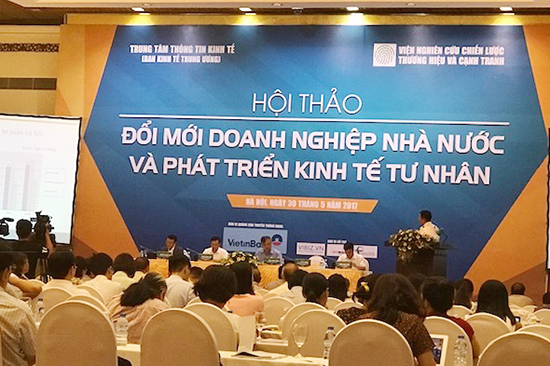 TRUNG TÂM THÔNG TIN KINH TẾ
(BAN KINH TẾ TRUNG ƯƠNG)
VIỆN NGHIÊN CỨU CHIẾN LƯỢC
THƯƠNG HIỆU VÀ CẠNH TRANH
HỘI THẢO
ĐỔI MỚI DOANH NGHIỆP NHÀ NƯỚC
VÀ PHÁT TRIỂN KINH TẾ TƯ NHÂN
HÀ NỘI, NGÀY 30 THÁNG 5 NĂM 2017
VietinBank
VIBIZ.VN